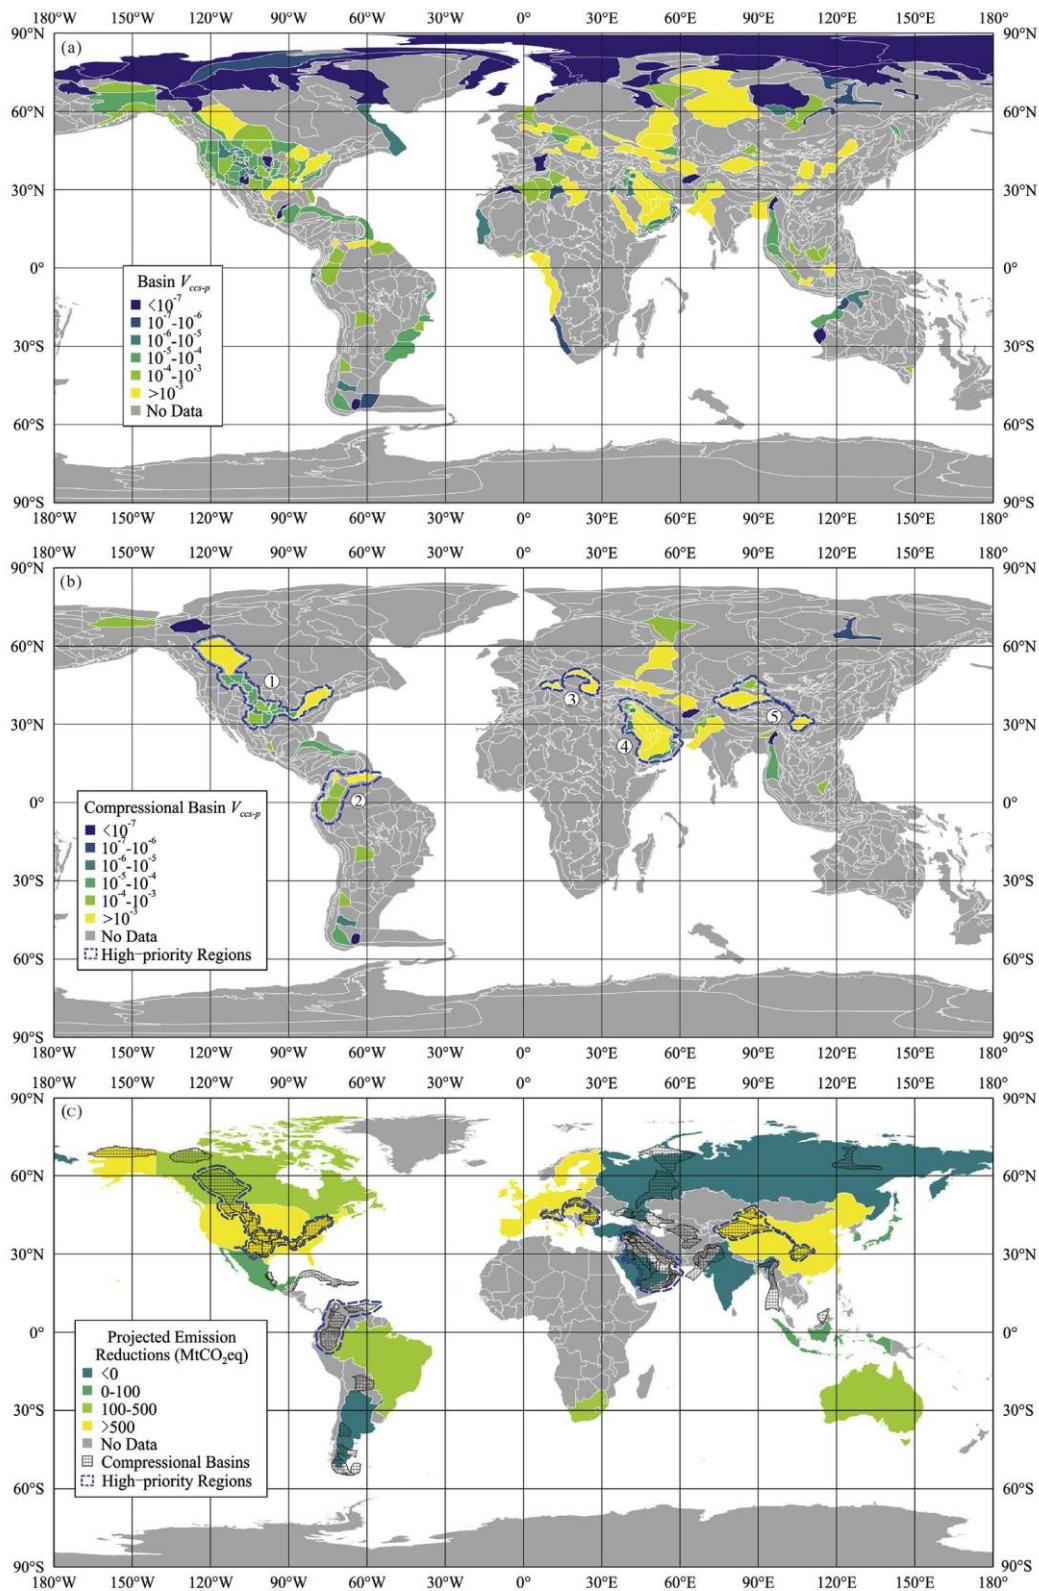 180°W 150°W 120°W 90°W 60°W 30°W 0° 30°E 60°E 90°E 120°E 150°E 180°
90°N (a) 90°N
60°N 60°N
30°N 30°N
0° 0°
Basin V_ccs-p
<10^-7
10^-7-10^-6
10^-6-10^-5
10^-5-10^-4
10^-4-10^-3
>10^-3
No Data
30°S 30°S
60°S 60°S
90°S 90°S
180°W 150°W 120°W 90°W 60°W 30°W 0° 30°E 60°E 90°E 120°E 150°E 180°
180°W 150°W 120°W 90°W 60°W 30°W 0° 30°E 60°E 90°E 120°E 150°E 180°
90°N (b) 90°N
60°N 60°N
① ③
30°N ④ ⑤ 30°N
②
0° 0°
Compressional Basin V_ccs-p
<10^-7
10^-7-10^-6
10^-6-10^-5
10^-5-10^-4
10^-4-10^-3
>10^-3
No Data
High-priority Regions
30°S 30°S
60°S 60°S
90°S 90°S
180°W 150°W 120°W 90°W 60°W 30°W 0° 30°E 60°E 90°E 120°E 150°E 180°
180°W 150°W 120°W 90°W 60°W 30°W 0° 30°E 60°E 90°E 120°E 150°E 180°
90°N (c) 90°N
60°N 60°N
30°N 30°N
0° 0°
Projected Emission
Reductions (MtCO₂eq)
<0
0-100
100-500
>500
No Data
Compressional Basins
High-priority Regions
30°S 30°S
60°S 60°S
90°S 90°S
180°W 150°W 120°W 90°W 60°W 30°W 0° 30°E 60°E 90°E 120°E 150°E 180°